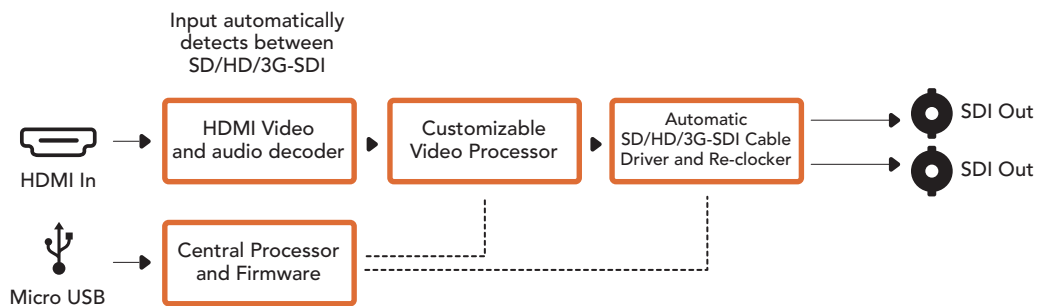 Input automatically
detects between
SD/HD/3G-SDI
HDMI In
HDMI Video
and audio decoder
Customizable
Video Processor
Automatic
SD/HD/3G-SDI Cable
Driver and Re-clocker
SDI Out
SDI Out
Micro USB
Central Processor
and Firmware